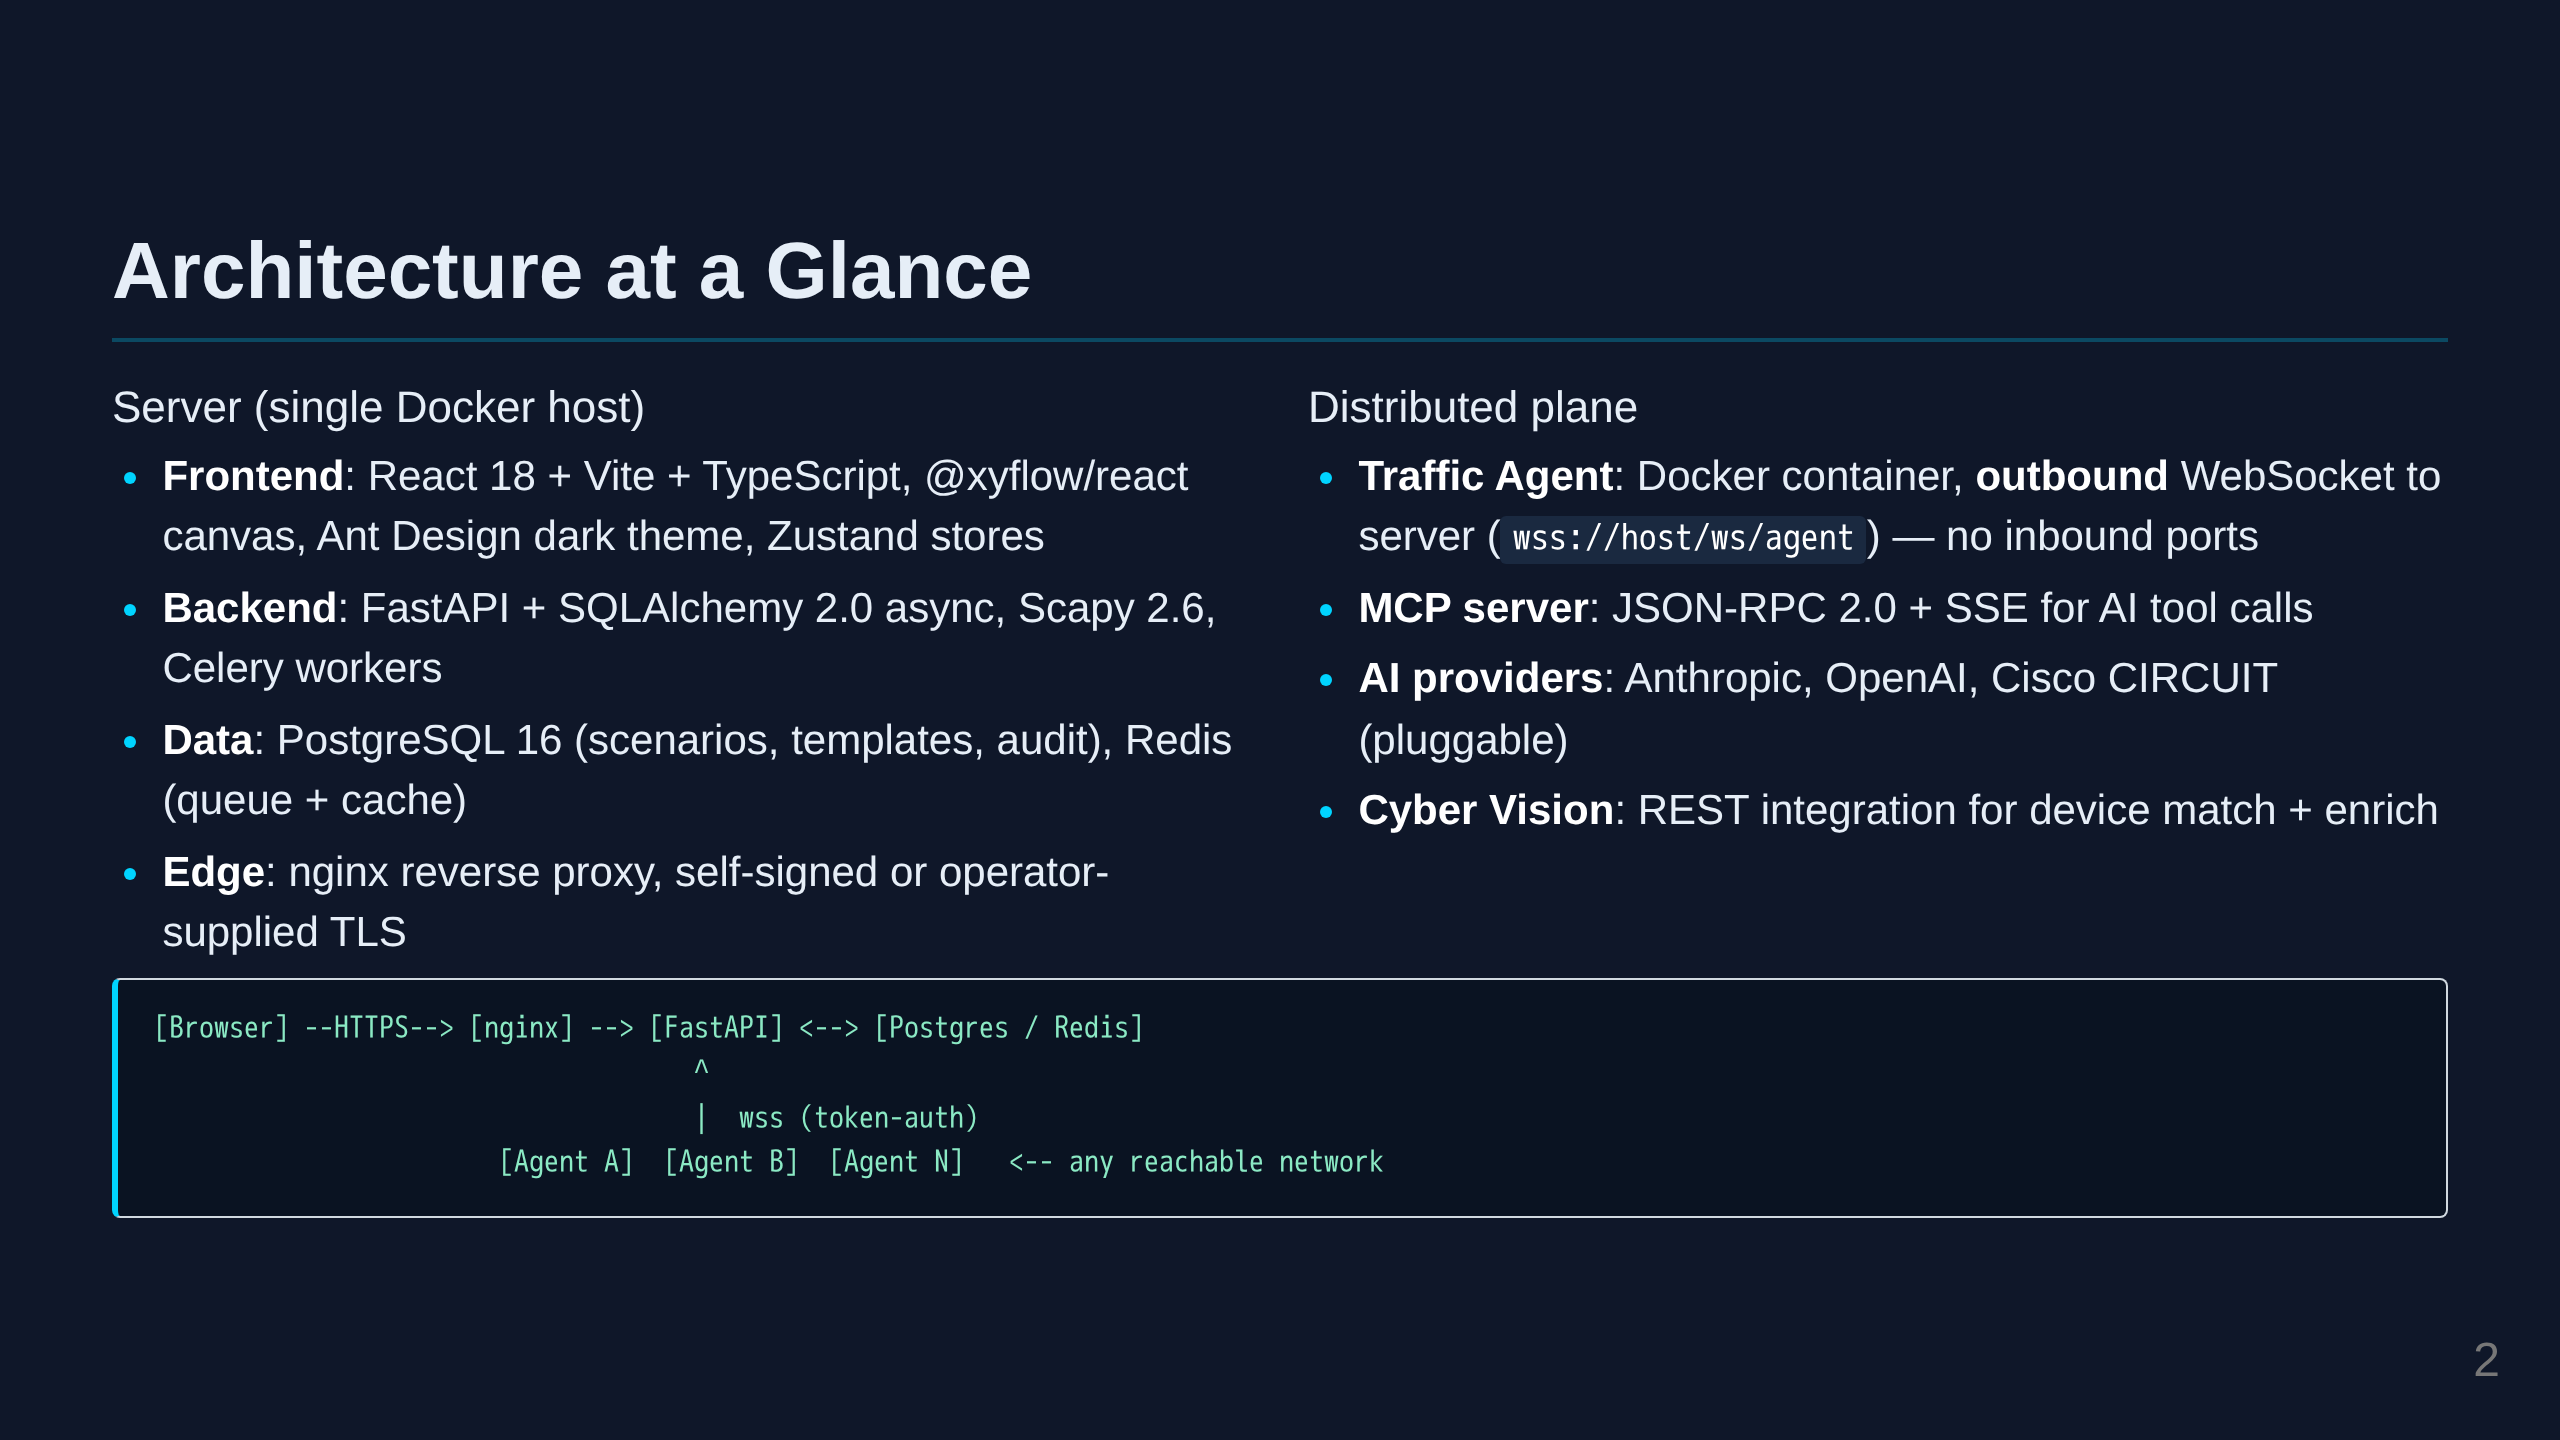 Architecture at a Glance
Server (single Docker host)
• Frontend: React 18 + Vite + TypeScript, @xyflow/react
canvas, Ant Design dark theme, Zustand stores
• Backend: FastAPI + SQLAlchemy 2.0 async, Scapy 2.6,
Celery workers
• Data: PostgreSQL 16 (scenarios, templates, audit), Redis
(queue + cache)
• Edge: nginx reverse proxy, self-signed or operator-
supplied TLS
Distributed plane
• Traffic Agent: Docker container, outbound WebSocket to
server (wss://host/ws/agent) — no inbound ports
• MCP server: JSON-RPC 2.0 + SSE for AI tool calls
• AI providers: Anthropic, OpenAI, Cisco CIRCUIT
(pluggable)
• Cyber Vision: REST integration for device match + enrich
[Browser] --HTTPS--> [nginx] --> [FastAPI] <--> [Postgres / Redis]
^
|  wss (token-auth)
[Agent A]  [Agent B]  [Agent N]   <-- any reachable network
2